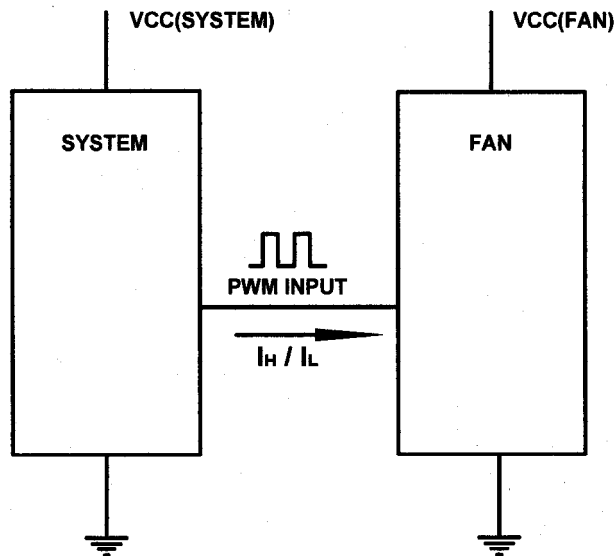 VCC(SYSTEM)
VCC(FAN)
SYSTEM
FAN
PWM INPUT
IH / IL